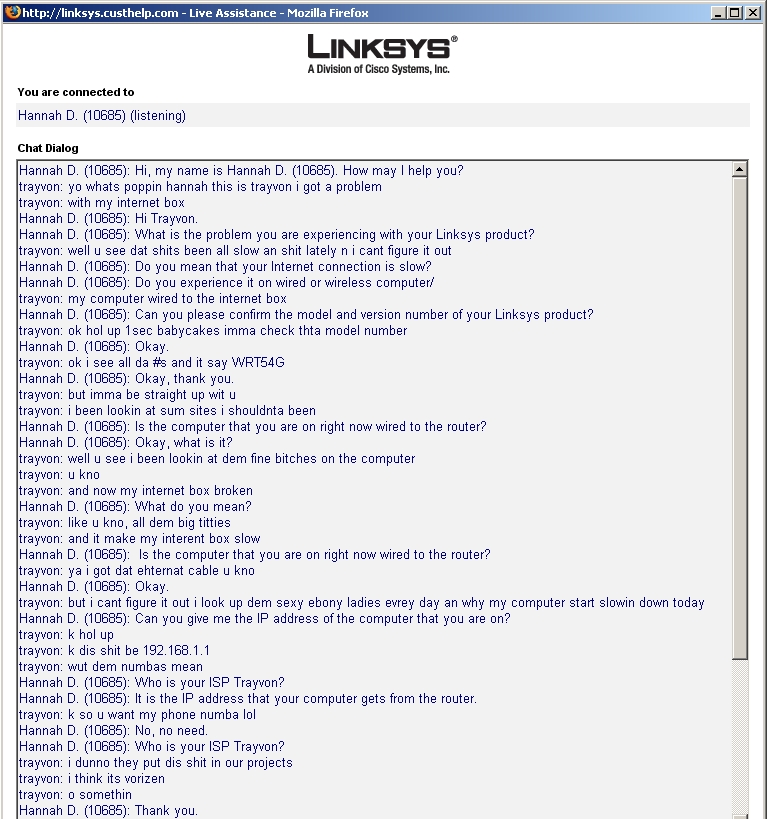 http://linksys.custhelp.com - Live Assistance - Mozilla Firefox
LINKSYS®
A Division of Cisco Systems, Inc.
You are connected to
Hannah D. (10685) (listening)
Chat Dialog
Hannah D. (10685): Hi, my name is Hannah D. (10685). How may I help you?
trayvon: yo whats poppin hannah this is trayvon i got a problem
trayvon: with my internet box
Hannah D. (10685): Hi Trayvon.
Hannah D. (10685): What is the problem you are experiencing with your Linksys product?
trayvon: well u see dat shits been all slow an shit lately n i cant figure it out
Hannah D. (10685): Do you mean that your Internet connection is slow?
Hannah D. (10685): Do you experience it on wired or wireless computer/
trayvon: my computer wired to the internet box
Hannah D. (10685): Can you please confirm the model and version number of your Linksys product?
trayvon: ok hol up 1sec babycakes imma check thta model number
Hannah D. (10685): Okay.
trayvon: ok i see all da #s and it say WRT54G
Hannah D. (10685): Okay, thank you.
trayvon: but imma be straight up wit u
trayvon: i been lookin at sum sites i shouldnta been
Hannah D. (10685): Is the computer that you are on right now wired to the router?
Hannah D. (10685): Okay, what is it?
trayvon: well u see i been lookin at dem fine bitches on the computer
trayvon: u kno
trayvon: and now my internet box broken
Hannah D. (10685): What do you mean?
trayvon: like u kno, all dem big titties
trayvon: and it make my interent box slow
Hannah D. (10685):  Is the computer that you are on right now wired to the router?
trayvon: ya i got dat ehternat cable u kno
Hannah D. (10685): Okay.
trayvon: but i cant figure it out i look up dem sexy ebony ladies evrey day an why my computer start slowin down today
Hannah D. (10685): Can you give me the IP address of the computer that you are on?
trayvon: k hol up
trayvon: k dis shit be 192.168.1.1
trayvon: wut dem numbas mean
Hannah D. (10685): Who is your ISP Trayvon?
Hannah D. (10685): It is the IP address that your computer gets from the router.
trayvon: k so u want my phone numba lol
Hannah D. (10685): No, no need.
Hannah D. (10685): Who is your ISP Trayvon?
trayvon: i dunno they put dis shit in our projects
trayvon: i think its vorizen
trayvon: o somethin
Hannah D. (10685): Thank you.